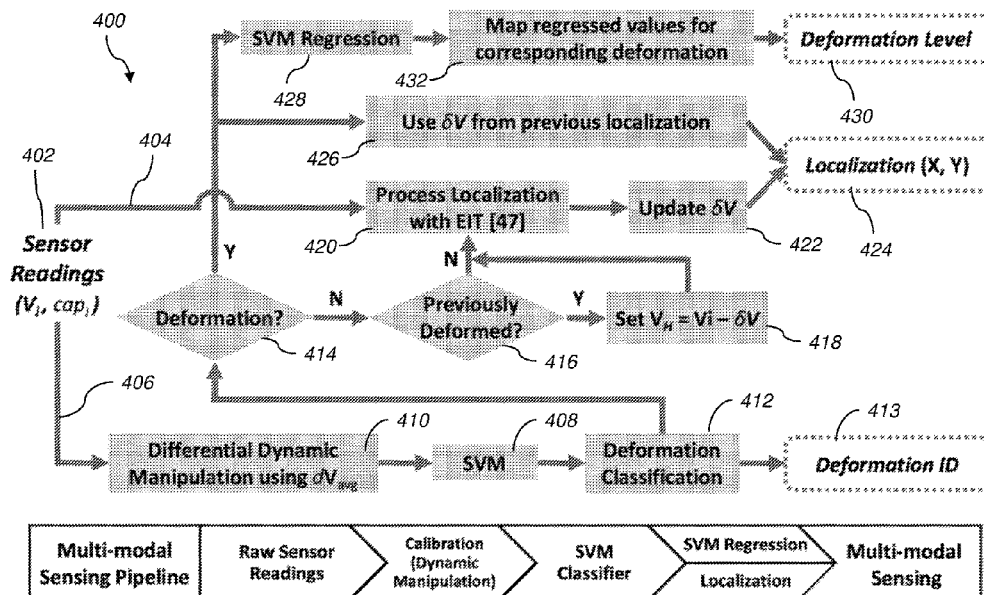 400
SVM Regression
428
Map regressed values for
corresponding deformation
432
Deformation Level
430
Use δV from previous localization
426
402
404
Localization (X, Y)
424
Process Localization
with EIT [47]
420
Update δV
422
Sensor
Readings
(Vi, capi)
Y
N
Deformation?
414
N
Previously
Deformed?
416
Y
Set VH = Vi – δV
418
406
410
408
412
413
Differential Dynamic
Manipulation using dVavg
SVM
Deformation
Classification
Deformation ID
Multi-modal
Sensing Pipeline
Raw Sensor
Readings
Calibration
(Dynamic
Manipulation)
SVM
Classifier
SVM Regression
Localization
Multi-modal
Sensing